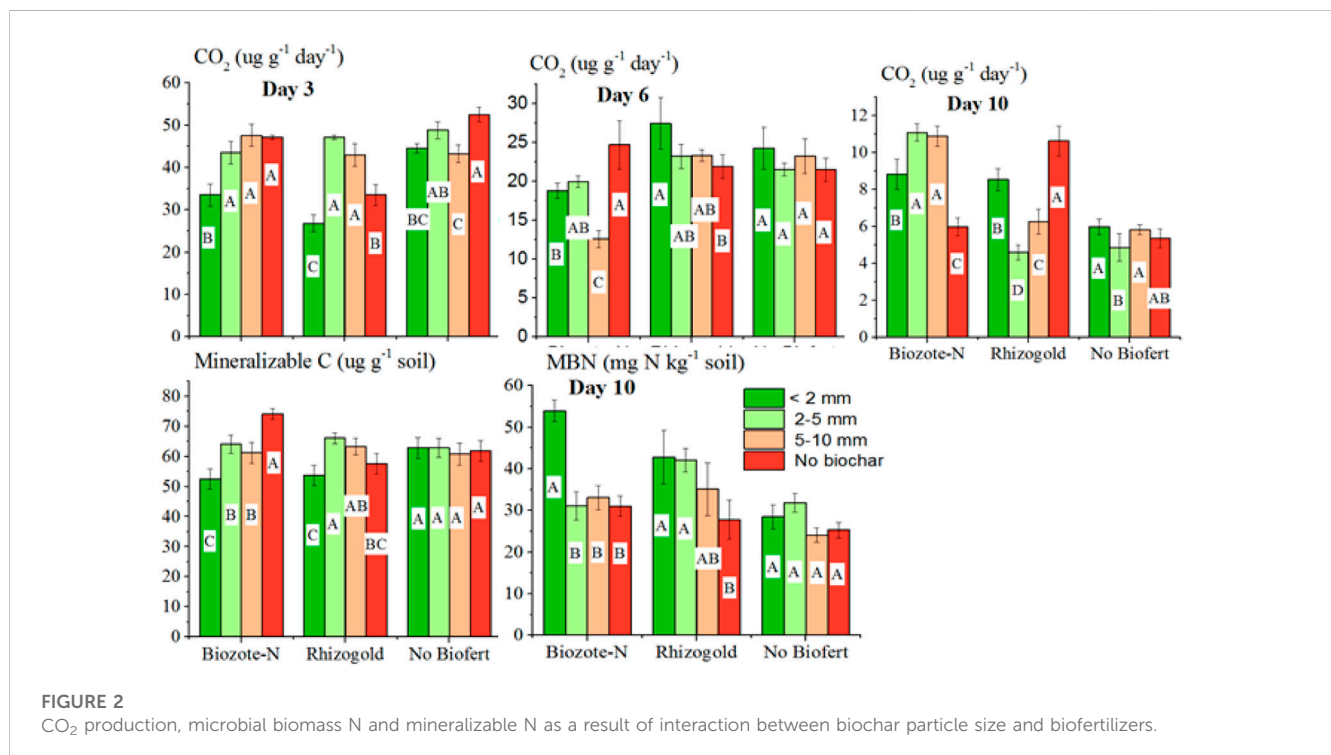 CO₂ (ug g⁻¹ day⁻¹)
Day 3
60
50
40
30
20
10
0
B
A
A
A
C
A
A
B
BC
AB
C
A
CO₂ (ug g⁻¹ day⁻¹)
Day 6
30
25
20
15
10
5
0
B
AB
C
A
A
AB
AB
B
A
A
A
A
CO₂ (ug g⁻¹ day⁻¹)
Day 10
12
10
8
6
4
2
0
B
A
A
C
B
D
C
A
A
B
A
AB
Biozote-N Rhizogold No Biofert
Mineralizable C (ug g⁻¹ soil)
80
70
60
50
40
30
20
10
0
C
B
B
A
C
A
AB
BC
A
A
A
A
Biozote-N Rhizogold No Biofert
MBN (mg N kg⁻¹ soil)
Day 10
60
50
40
30
20
10
0
A
B
B
B
A
A
AB
B
A
A
A
A
Biozote-N Rhizogold No Biofert
< 2 mm
2-5 mm
5-10 mm
No biochar
FIGURE 2
CO₂ production, microbial biomass N and mineralizable N as a result of interaction between biochar particle size and biofertilizers.